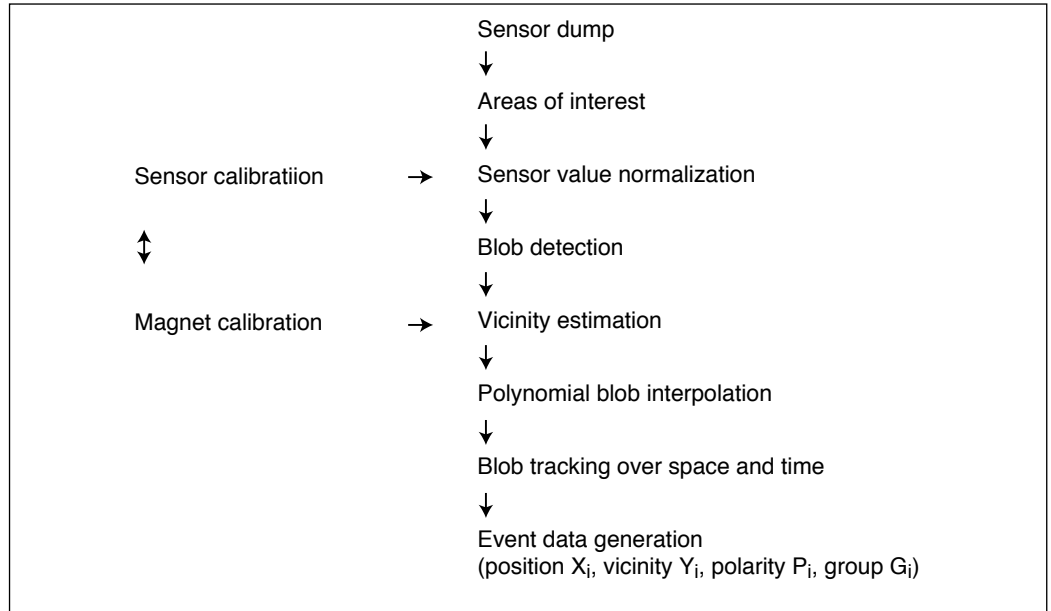 Sensor dump
Areas of interest
Sensor calibratiion
Sensor value normalization
Blob detection
Magnet calibration
Vicinity estimation
Polynomial blob interpolation
Blob tracking over space and time
Event data generation
(position Xi, vicinity Yi, polarity Pi, group Gi)